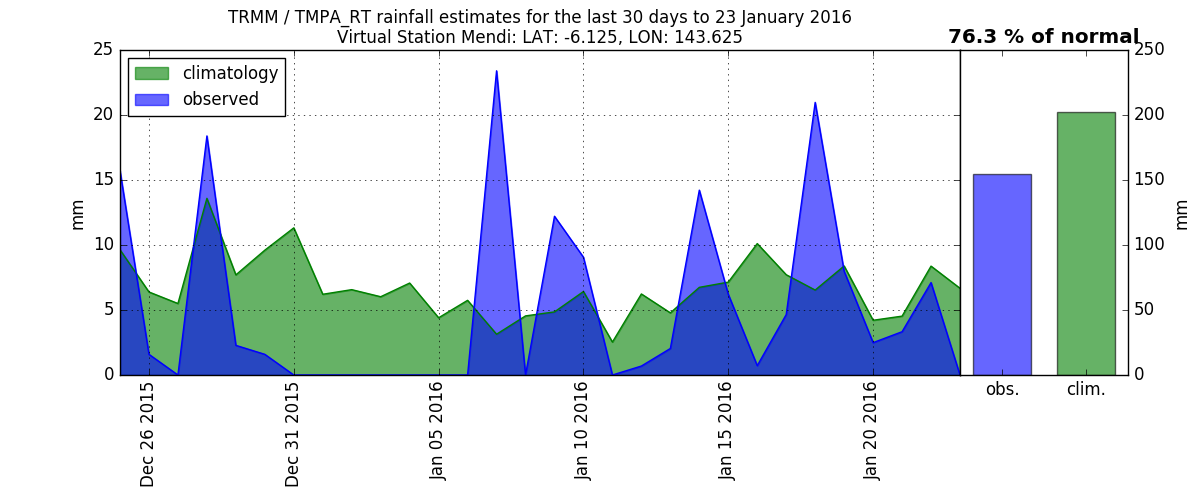 TRMM / TMPA_RT rainfall estimates for the last 30 days to 23 January 2016
Virtual Station Mendi: LAT: -6.125, LON: 143.625
76.3 % of normal
climatology
observed
25
20
15
10
5
0
mm
Dec 26 2015
Dec 31 2015
Jan 05 2016
Jan 10 2016
Jan 15 2016
Jan 20 2016
250
200
150
100
50
0
mm
obs.
clim.